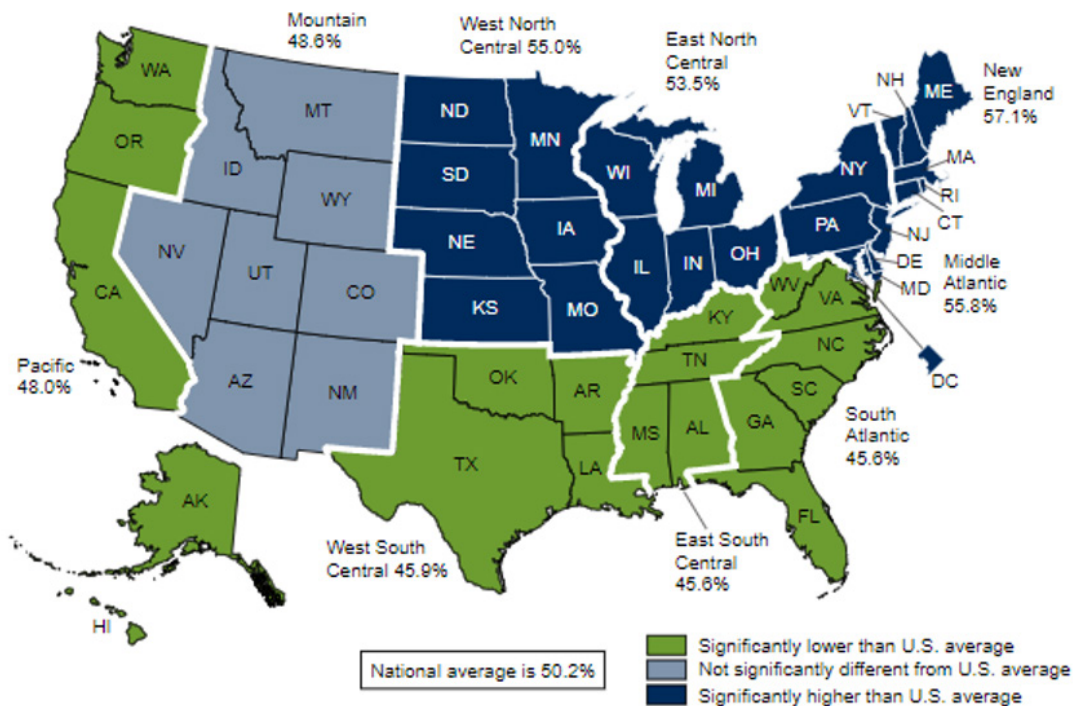 Mountain
48.6%
West North
Central 55.0%
East North
Central
53.5%
New
England
57.1%
WA
OR
CA
NV
ID
MT
WY
UT
CO
AZ
NM
ND
SD
NE
KS
MN
IA
MO
WI
IL
MI
IN
OH
NY
PA
VT
NH
ME
MA
RI
CT
NJ
DE
MD
DC
Middle
Atlantic
55.8%
WV
VA
KY
TN
NC
SC
GA
FL
MS
AL
OK
AR
TX
LA
AK
HI
Pacific
48.0%
West South
Central 45.9%
East South
Central
45.6%
South
Atlantic
45.6%
National average is 50.2%
Significantly lower than U.S. average
Not significantly different from U.S. average
Significantly higher than U.S. average